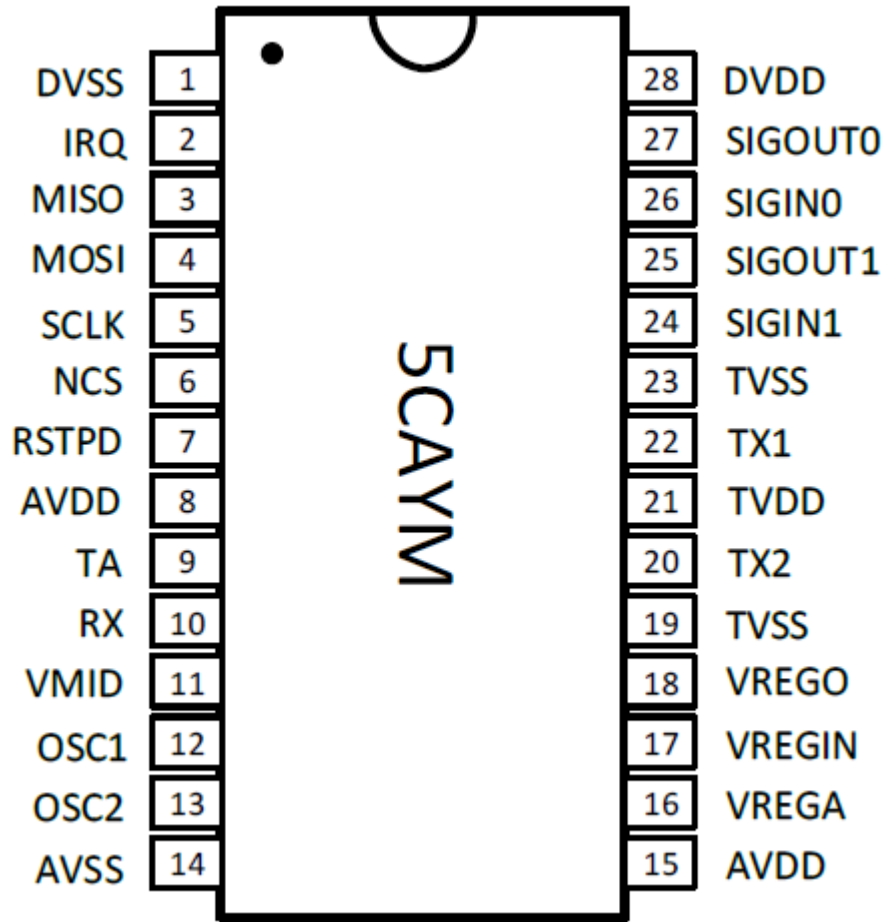 DVSS 1 28 DVDD
IRQ 2 27 SIGOUT0
MISO 3 26 SIGIN0
MOSI 4 25 SIGOUT1
SCLK 5 24 SIGIN1
NCS 6 23 TVSS
RSTPD 7 22 TX1
AVDD 8 21 TVDD
TA 9 20 TX2
RX 10 19 TVSS
VMID 11 18 VREGO
OSC1 12 17 VREGIN
OSC2 13 16 VREGA
AVSS 14 15 AVDD
5CAYM